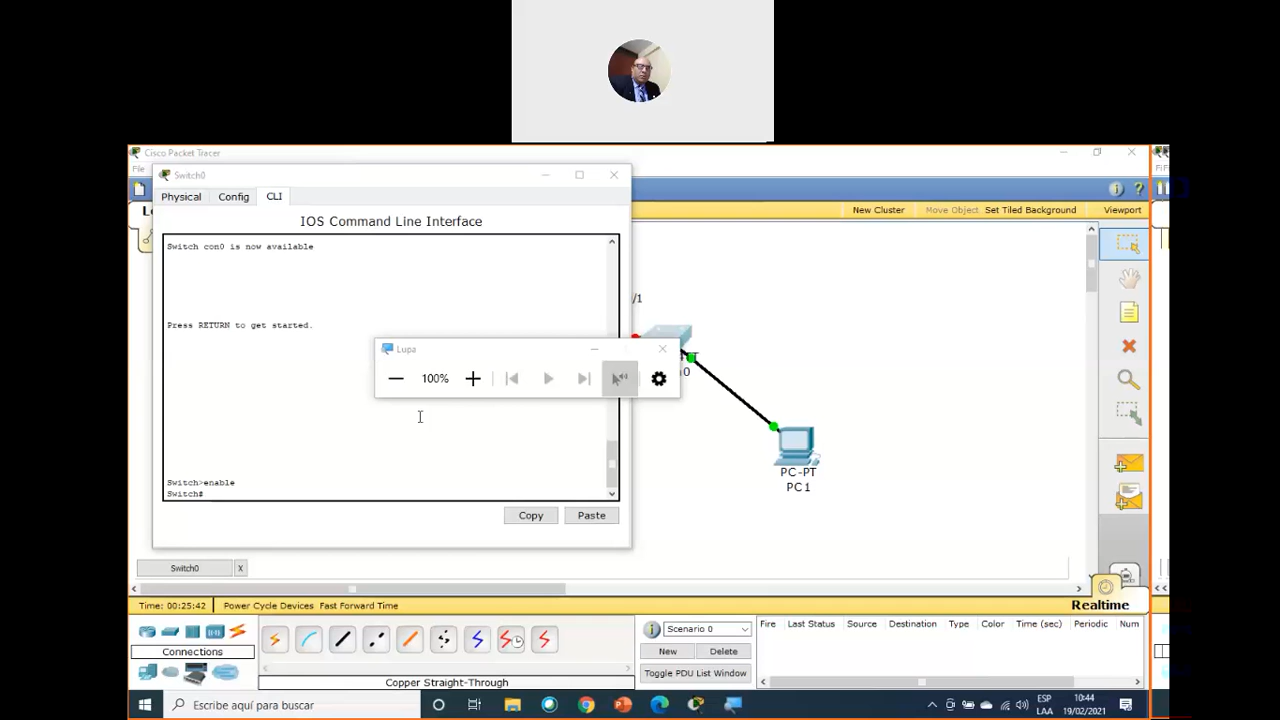 Cisco Packet Tracer
File
Switch0
Physical
Config
CLI
IOS Command Line Interface
Switch con0 is now available
Press RETURN to get started.
Switch>enable
Switch#
Copy
Paste
Lupa
100%
New Cluster
Move Object
Set Tiled Background
Viewport
/1
PC-PT
PC1
Switch0
X
Time: 00:25:42
Power Cycle Devices
Fast Forward Time
Realtime
Connections
Copper Straight-Through
Scenario 0
New
Delete
Toggle PDU List Window
Fire
Last Status
Source
Destination
Type
Color
Time (sec)
Periodic
Num
Escribe aquí para buscar
ESP
LAA
10:44
19/02/2021